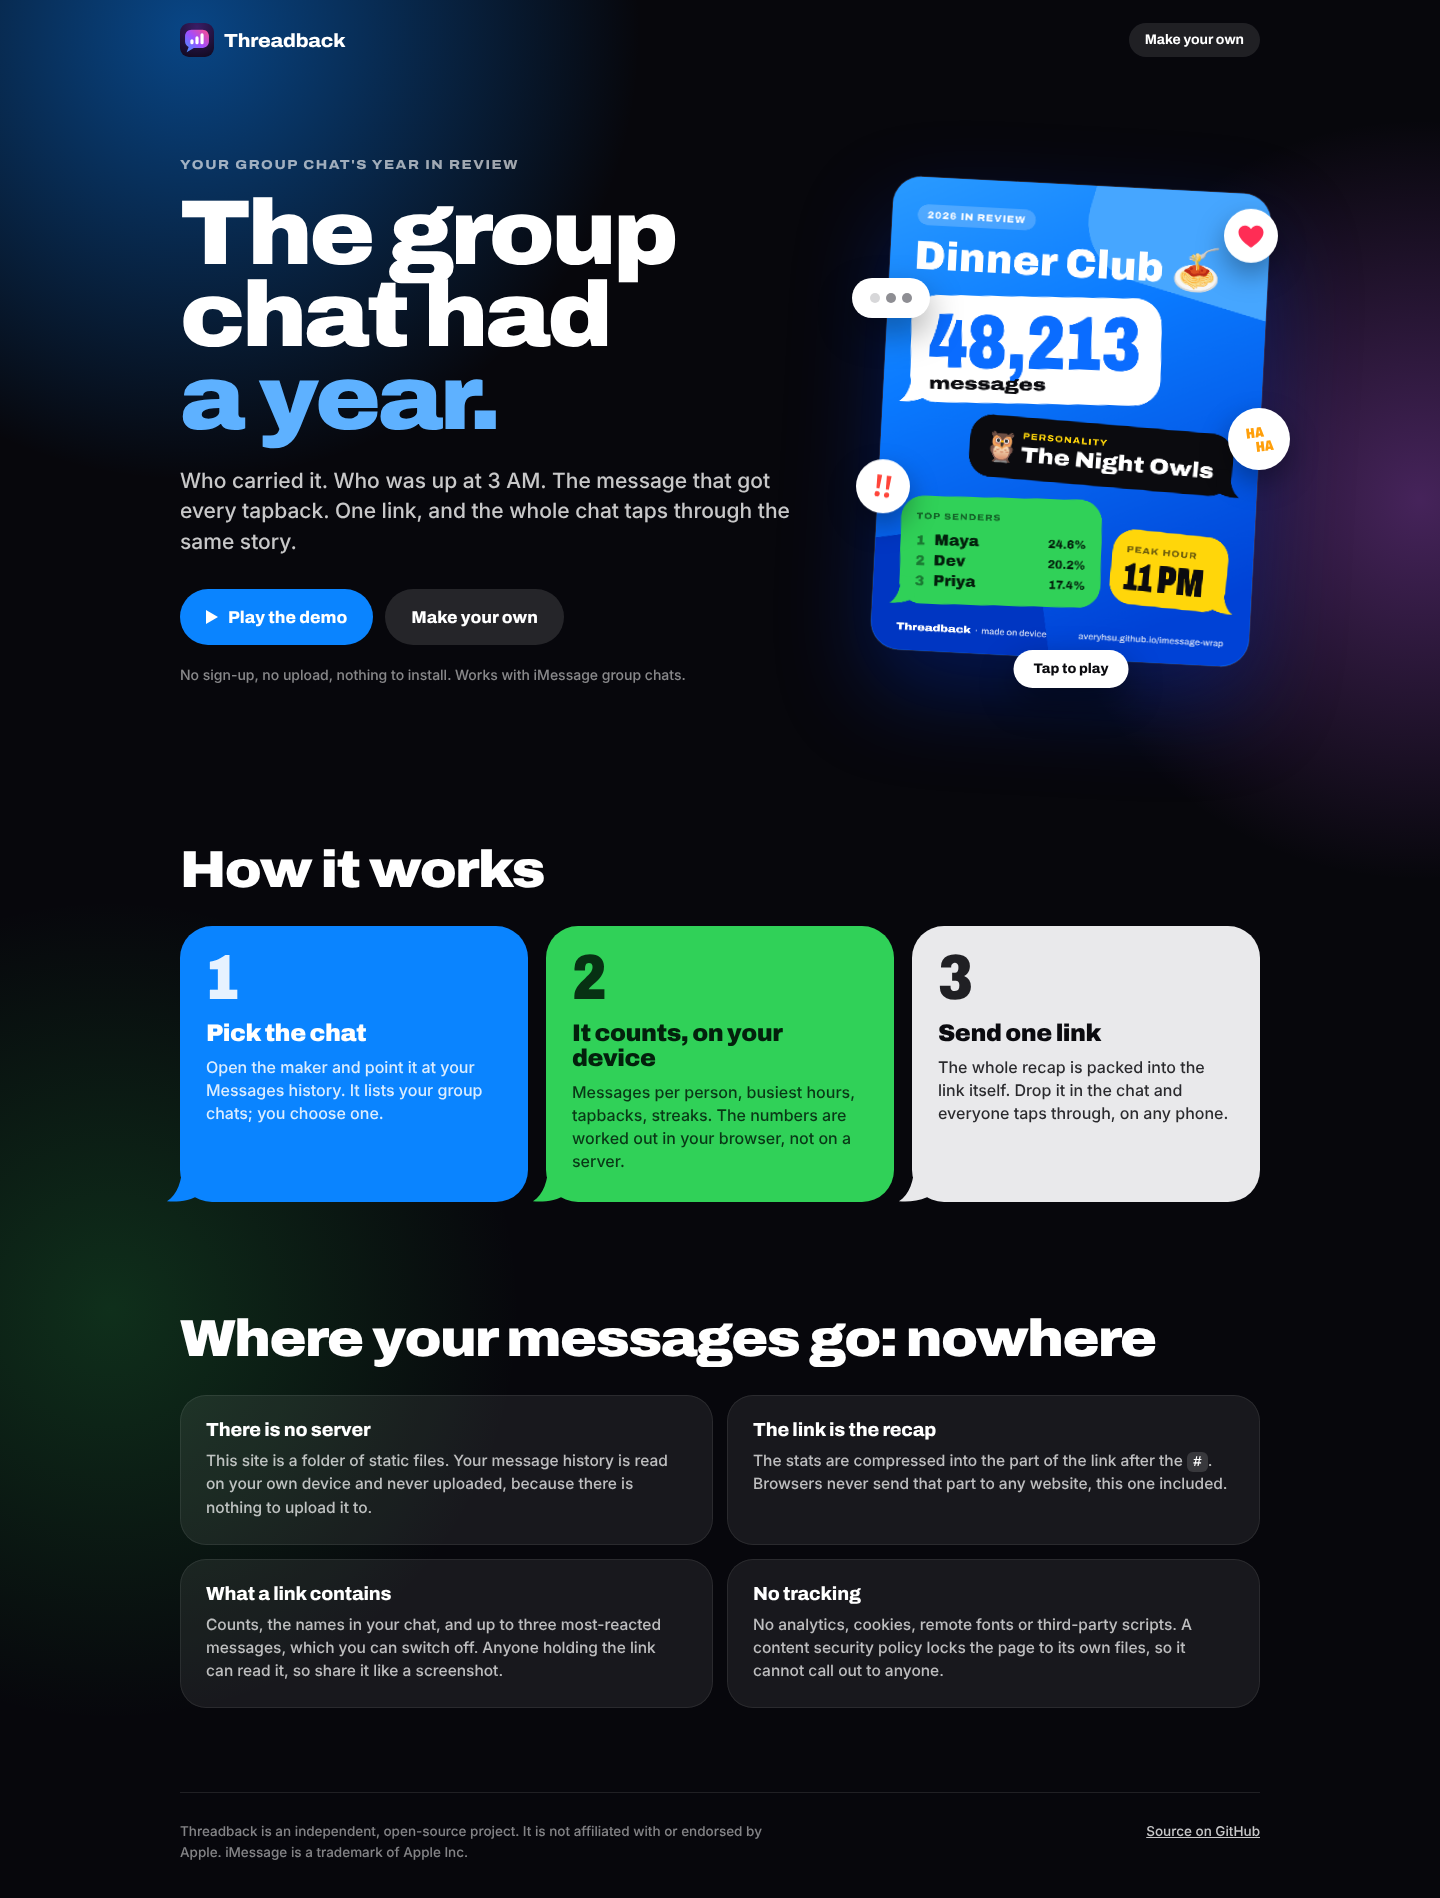 Threadback
Make your own
YOUR GROUP CHAT'S YEAR IN REVIEW
The group
chat had
a year.
Who carried it. Who was up at 3 AM. The message that got
every tapback. One link, and the whole chat taps through the
same story.
Play the demo
Make your own
No sign-up, no upload, nothing to install. Works with iMessage group chats.
2026 IN REVIEW
Dinner Club
48,213
messages
PERSONALITY
The Night Owls
HA
HA
!!
TOP SENDERS
1 Maya 24.6%
2 Dev 20.2%
3 Priya 17.4%
PEAK HOUR
11 PM
Threadback · made on device
averyhsu.github.io/imessage-wrap
Tap to play
How it works
1
Pick the chat
Open the maker and point it at your
Messages history. It lists your group
chats; you choose one.
2
It counts, on your
device
Messages per person, busiest hours,
tapbacks, streaks. The numbers are
worked out in your browser, not on a
server.
3
Send one link
The whole recap is packed into the
link itself. Drop it in the chat and
everyone taps through, on any phone.
Where your messages go: nowhere
There is no server
This site is a folder of static files. Your message history is read
on your own device and never uploaded, because there is
nothing to upload it to.
The link is the recap
The stats are compressed into the part of the link after the #.
Browsers never send that part to any website, this one included.
What a link contains
Counts, the names in your chat, and up to three most-reacted
messages, which you can switch off. Anyone holding the link
can read it, so share it like a screenshot.
No tracking
No analytics, cookies, remote fonts or third-party scripts. A
content security policy locks the page to its own files, so it
cannot call out to anyone.
Threadback is an independent, open-source project. It is not affiliated with or endorsed by
Apple. iMessage is a trademark of Apple Inc.
Source on GitHub